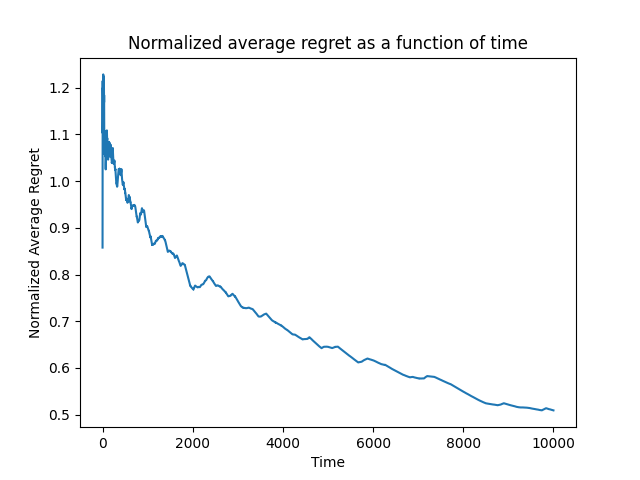 Normalized average regret as a function of time
Normalized Average Regret
1.2
1.1
1.0
0.9
0.8
0.7
0.6
0.5
0 2000 4000 6000 8000 10000
Time